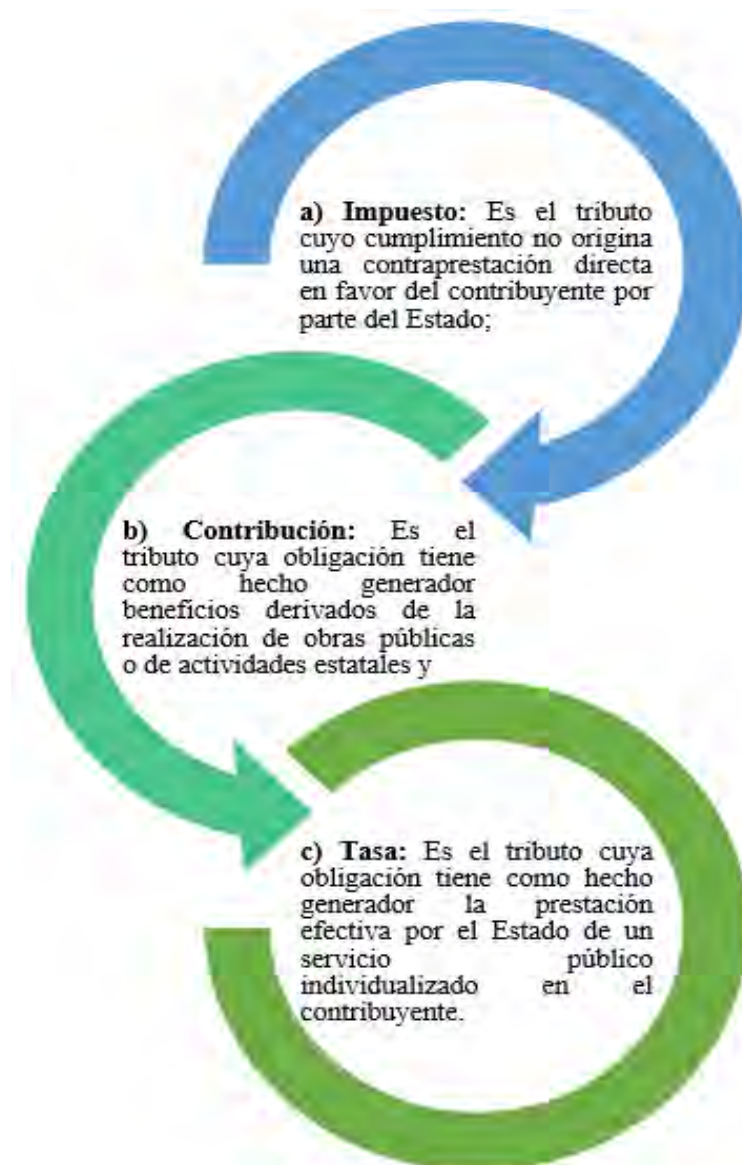 a) Impuesto: Es el tributo
cuyo cumplimiento no origina
una contraprestación directa
en favor del contribuyente por
parte del Estado;
b) Contribución: Es el
tributo cuya obligación tiene
como hecho generador
beneficios derivados de la
realización de obras públicas
o de actividades estatales y
c) Tasa: Es el tributo cuya
obligación tiene como hecho
generador la prestación
efectiva por el Estado de un
servicio público
individualizado en el
contribuyente.